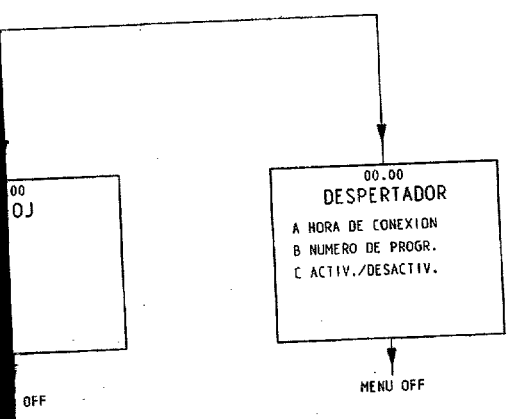 00
OJ
OFF
00.00
DESPERTADOR
A HORA DE CONEXION
B NUMERO DE PROGR.
C ACTIV./DESACTIV.
MENU OFF